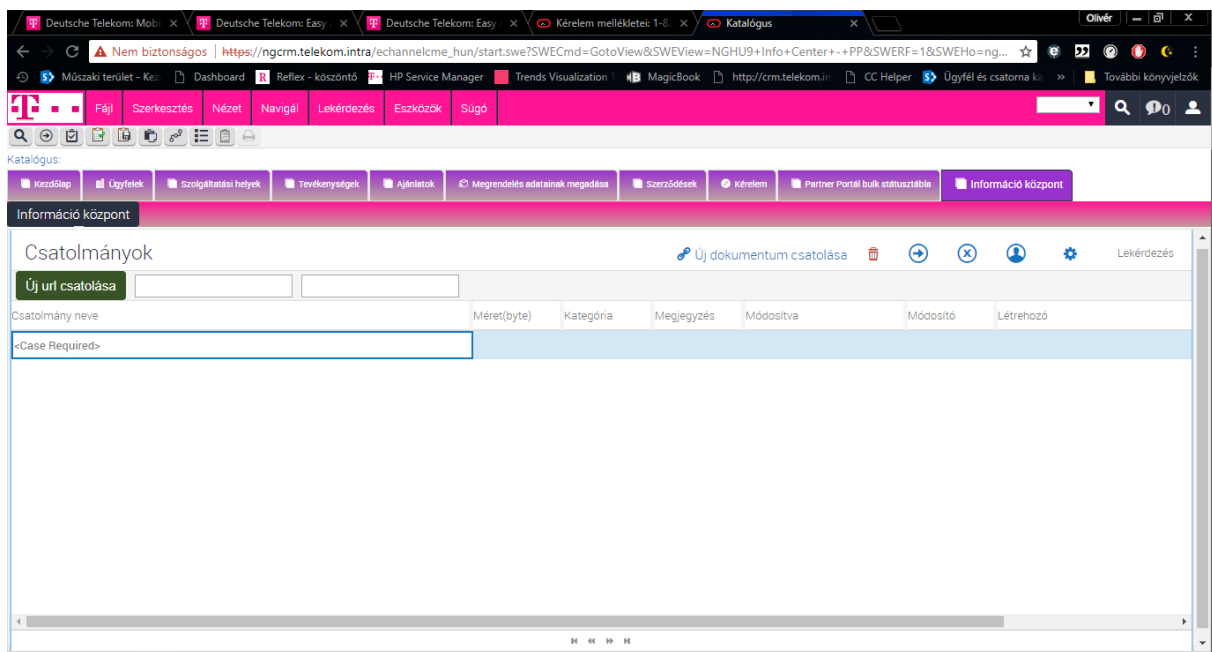 Deutsche Telekom: Mobi Deutsche Telekom: Easy Deutsche Telekom: Easy Kérelem mellékletei: 1-8 Katalógus Olivér
Nem biztonságos https://ngcrm.telekom.intra/echannelcme_hun/start.swe?SWECmd=GotoView&SWEView=NGHU9+Info+Center+-+PP&SWERF=1&SWEHo=ng...
Műszaki terület - Kez Dashboard Reflex - köszöntő HP Service Manager Trends Visualization MagicBook http://crm.telekom.in CC Helper Ügyfél és csatorna ka » További könyvjelzők
T Fájl Szerkesztés Nézet Navigál Lekérdezés Eszközök Súgó 0
Katalógus:
Kezdőlap Ügyfelek Szolgáltatási helyek Tevékenységek Ajánlatok Megrendelés adatainak megadása Szerződések Kérelem Partner Portál bulk státusztábla Információ központ
Információ központ
Csatolmányok Új dokumentum csatolása Lekérdezés
Új url csatolása
Csatolmány neve Méret(byte) Kategória Megjegyzés Módosítva Módosító Létrehozó
<Case Required>